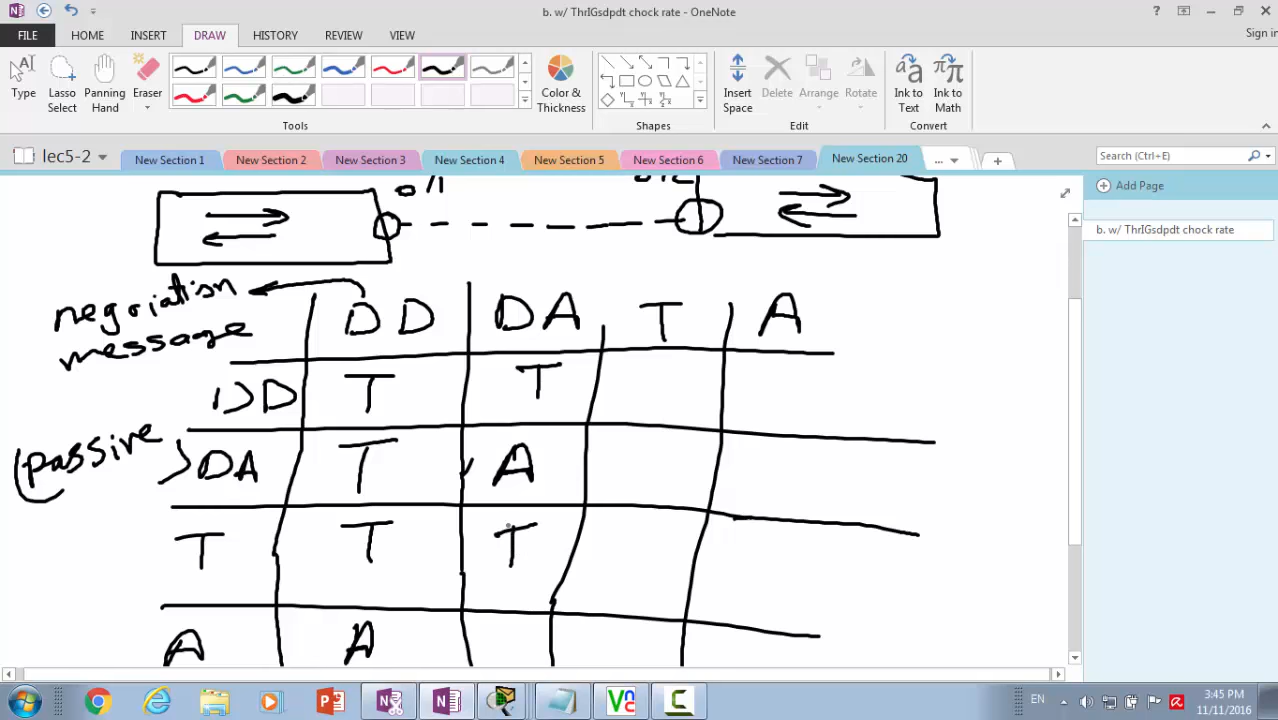 b. w/ ThrIGsdpdt chock rate - OneNote
FILE HOME INSERT DRAW HISTORY REVIEW VIEW Sign in
Type Lasso Select Panning Hand Eraser Color & Thickness Insert Space Delete Arrange Rotate Ink to Text Ink to Math
Tools Shapes Edit Convert
lec5-2 New Section 1 New Section 2 New Section 3 New Section 4 New Section 5 New Section 6 New Section 7 New Section 20 ... Search (Ctrl+E)
Add Page
b. w/ ThrIGsdpdt chock rate
negotiation
message
DD DA T A
DD T T
passive DA T A
T T T
A A
EN 3:45 PM
11/11/2016